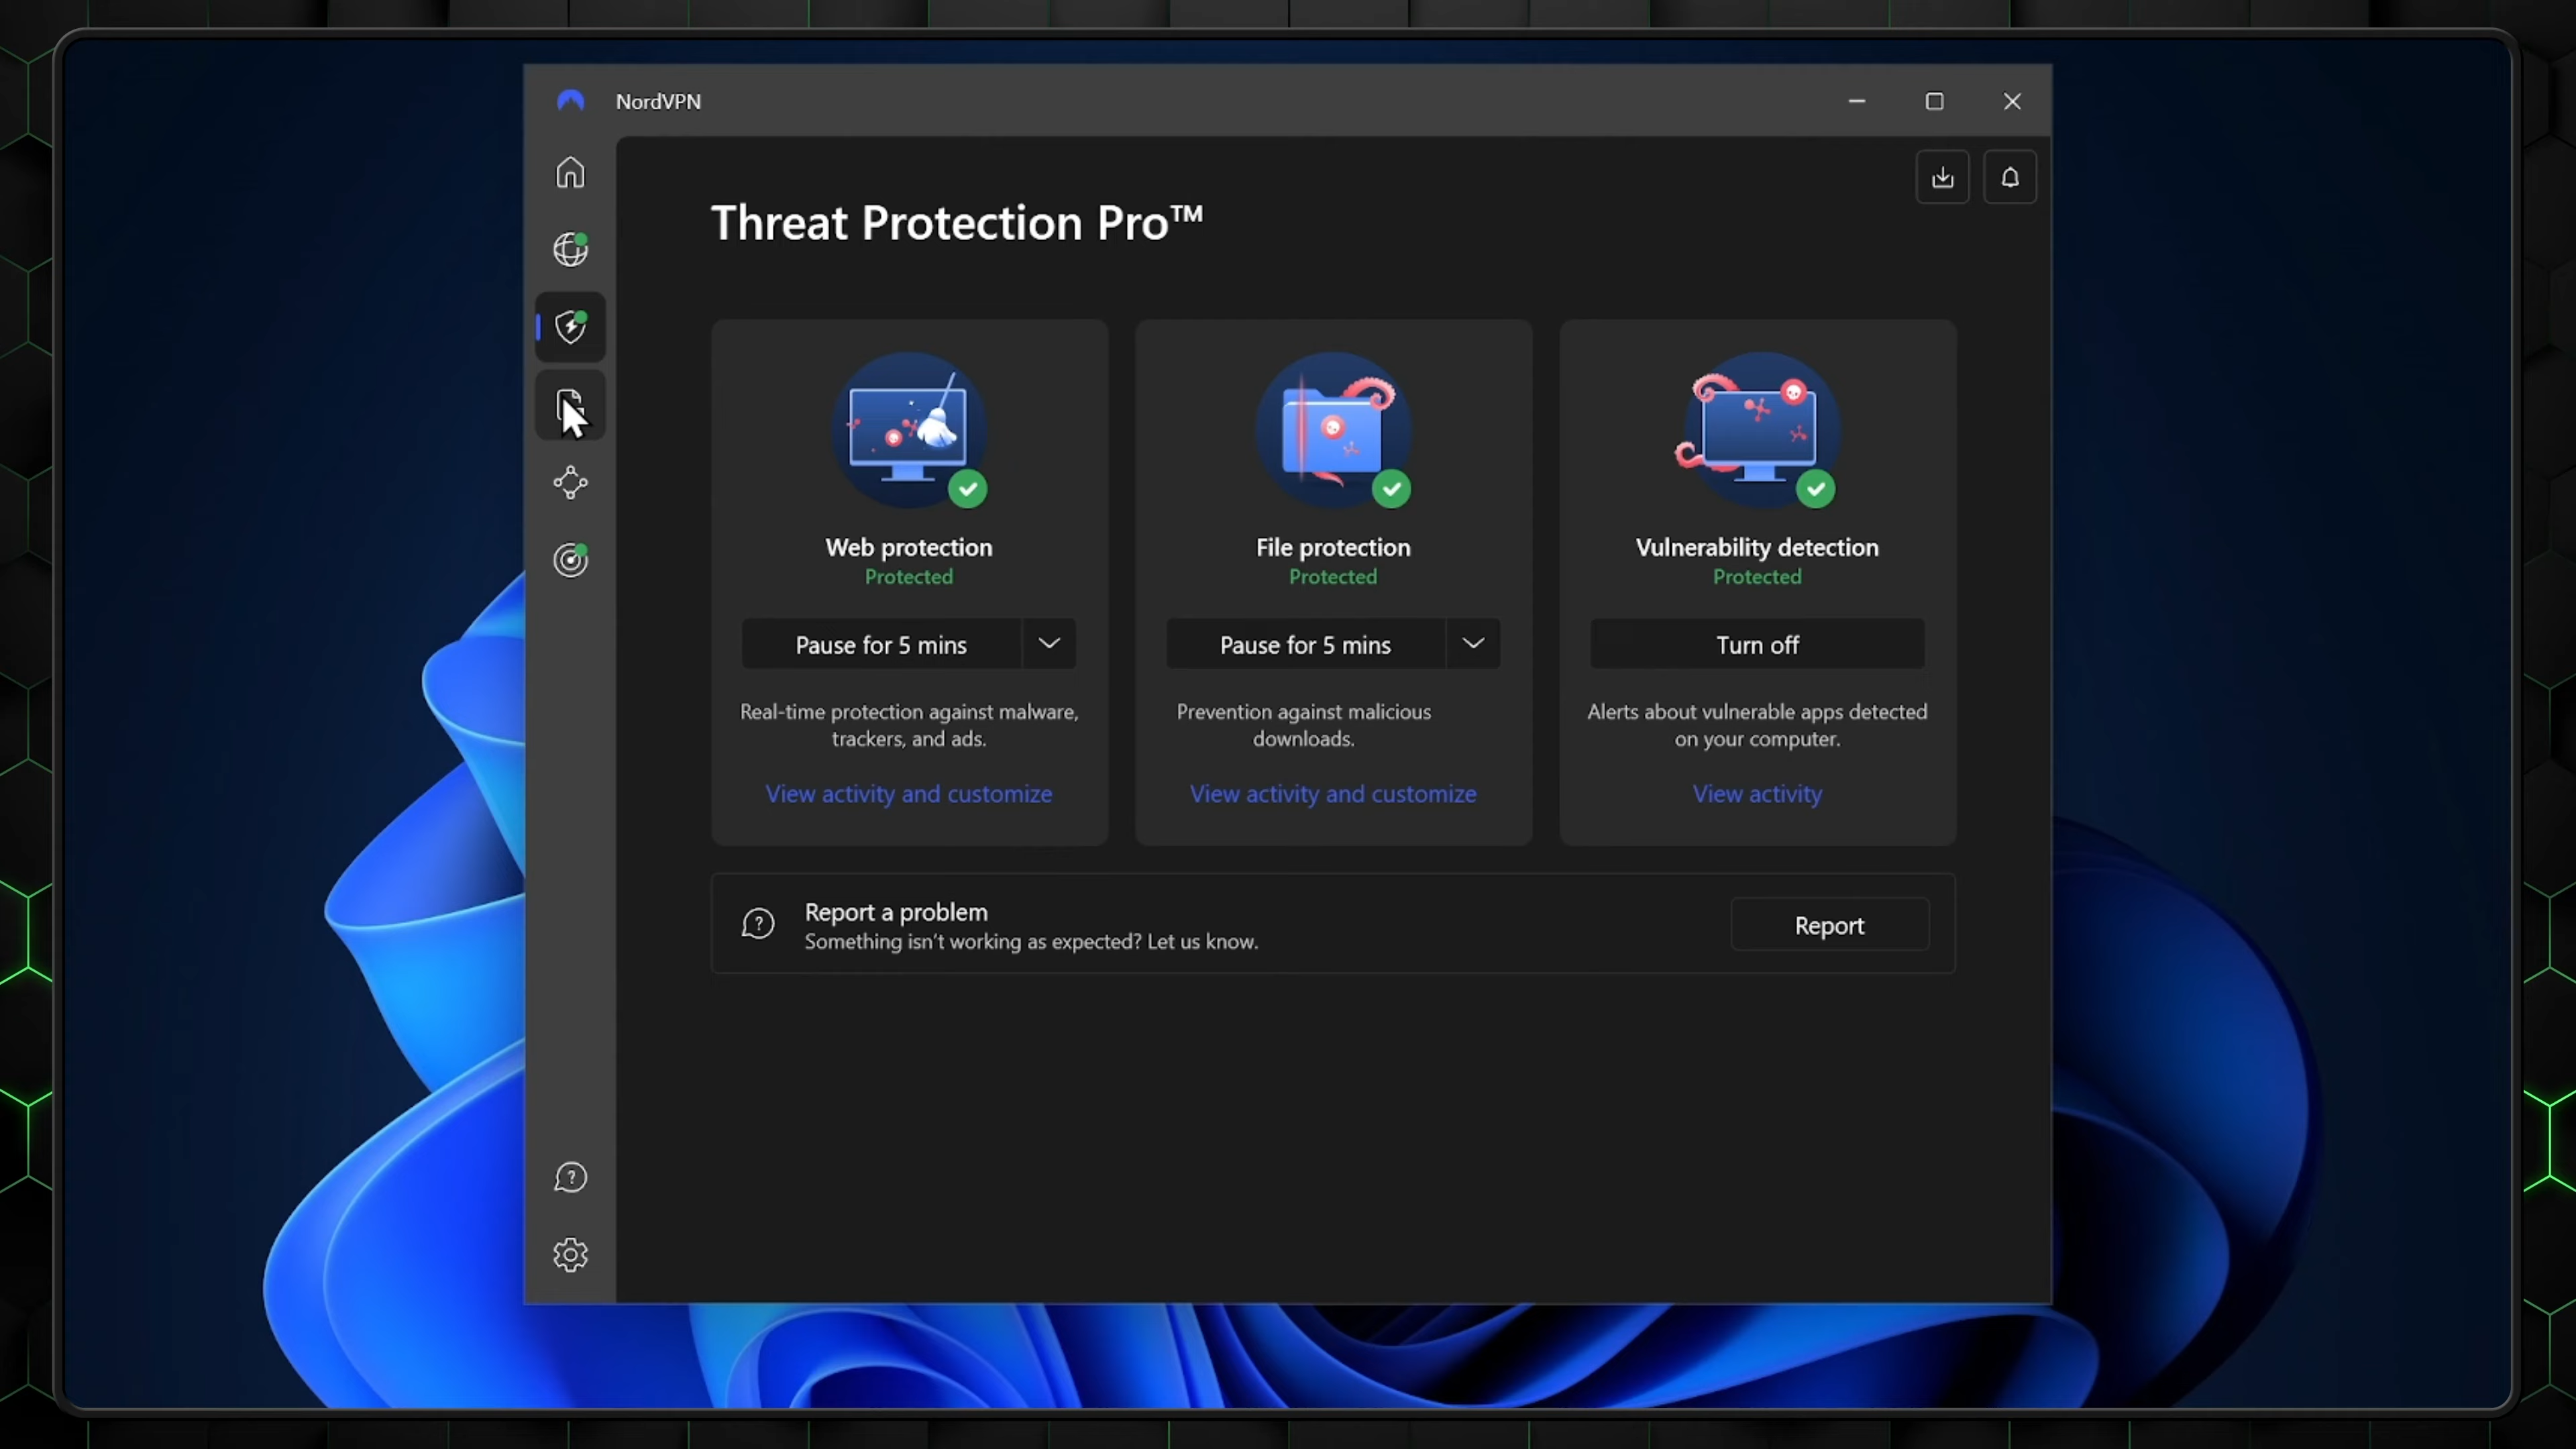 NordVPN
Threat Protection Pro™
Web protection
Protected
Pause for 5 mins
Real-time protection against malware,
trackers, and ads.
View activity and customize
File protection
Protected
Pause for 5 mins
Prevention against malicious
downloads.
View activity and customize
Vulnerability detection
Protected
Turn off
Alerts about vulnerable apps detected
on your computer.
View activity
Report a problem
Something isn't working as expected? Let us know.
Report